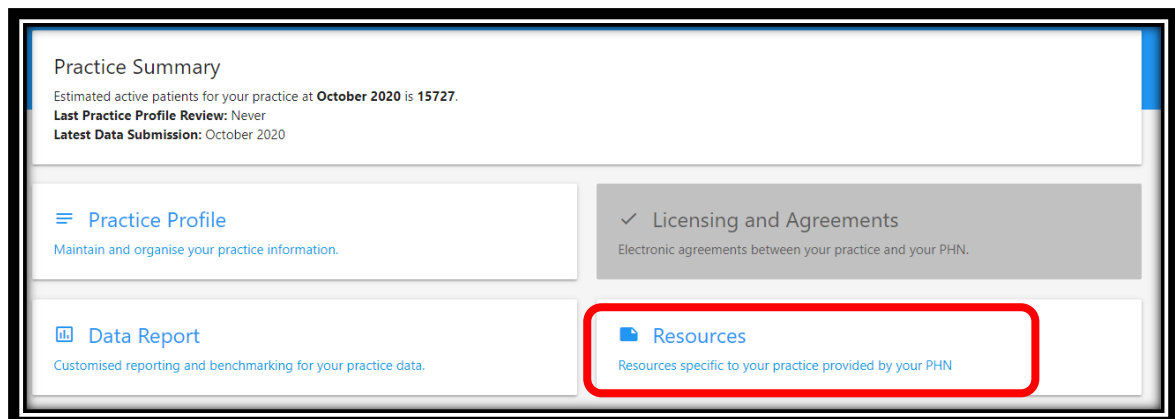 Practice Summary
Estimated active patients for your practice at October 2020 is 15727.
Last Practice Profile Review: Never
Latest Data Submission: October 2020
Practice Profile
Maintain and organise your practice information.
Licensing and Agreements
Electronic agreements between your practice and your PHN.
Data Report
Customised reporting and benchmarking for your practice data.
Resources
Resources specific to your practice provided by your PHN